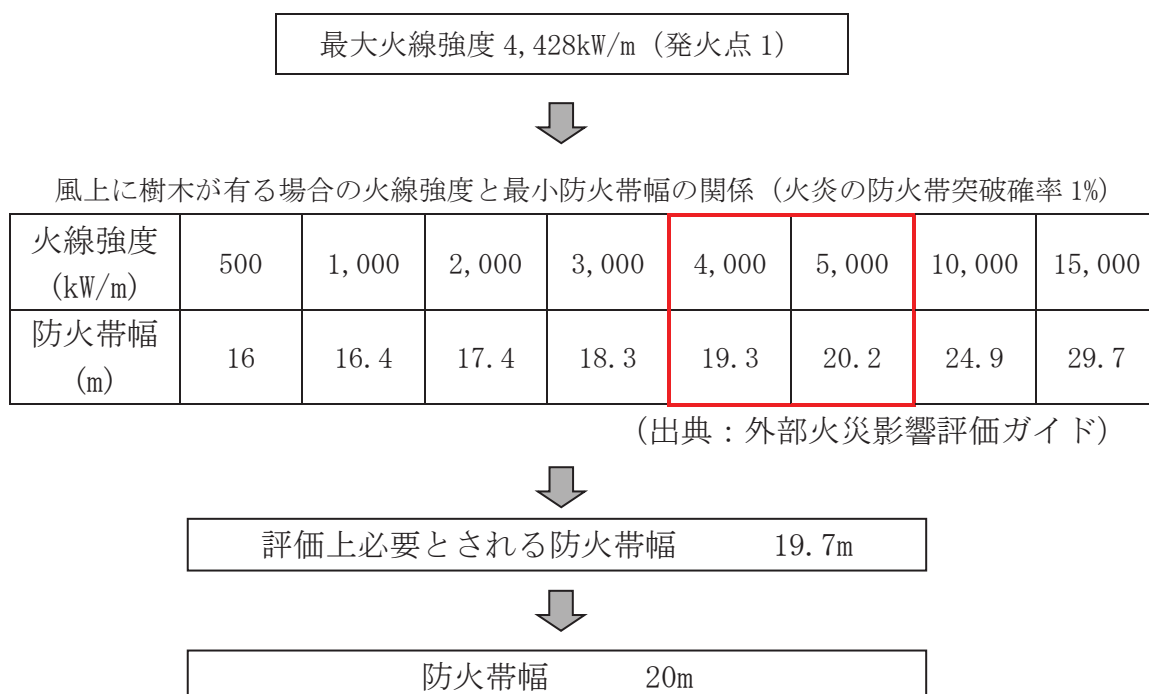 最大火線強度 4,428kW/m（発火点 1）
風上に樹木が有る場合の火線強度と最小防火帯幅の関係（火炎の防火帯突破確率 1%）
火線強度
(kW/m) 500 1,000 2,000 3,000 4,000 5,000 10,000 15,000
防火帯幅
(m) 16 16.4 17.4 18.3 19.3 20.2 24.9 29.7
（出典：外部火災影響評価ガイド）
評価上必要とされる防火帯幅 19.7m
防火帯幅 20m